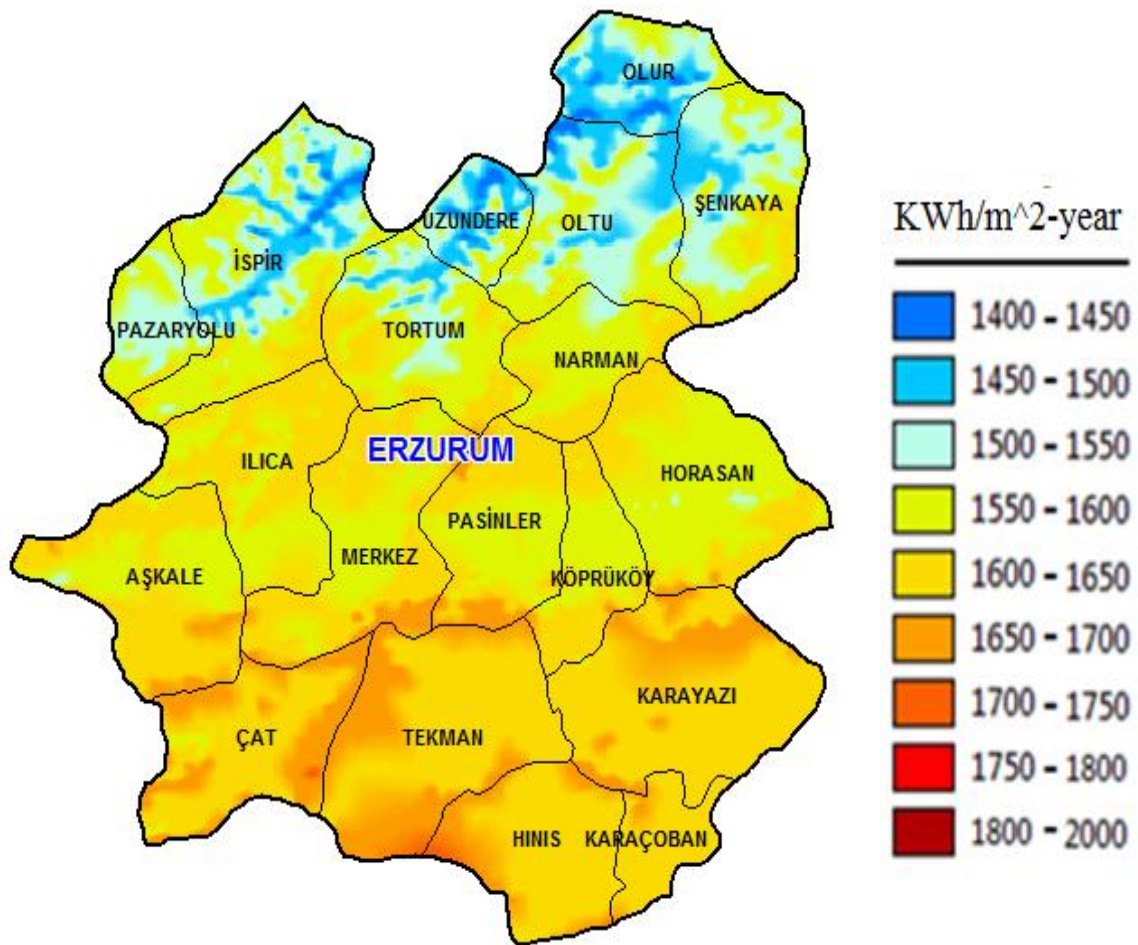 OLUR
ŞENKAYA
UZUNDERE
OLTU
İSPİR
PAZARYOLU
TORTUM
NARMAN
ERZURUM
ILICA
HORASAN
PASİNLER
MERKEZ
AŞKALE
KÖPRÜKÖY
KARAYAZI
ÇAT
TEKMAN
HINIS
KARAÇOBAN
KWh/m^2-year
1400 - 1450
1450 - 1500
1500 - 1550
1550 - 1600
1600 - 1650
1650 - 1700
1700 - 1750
1750 - 1800
1800 - 2000